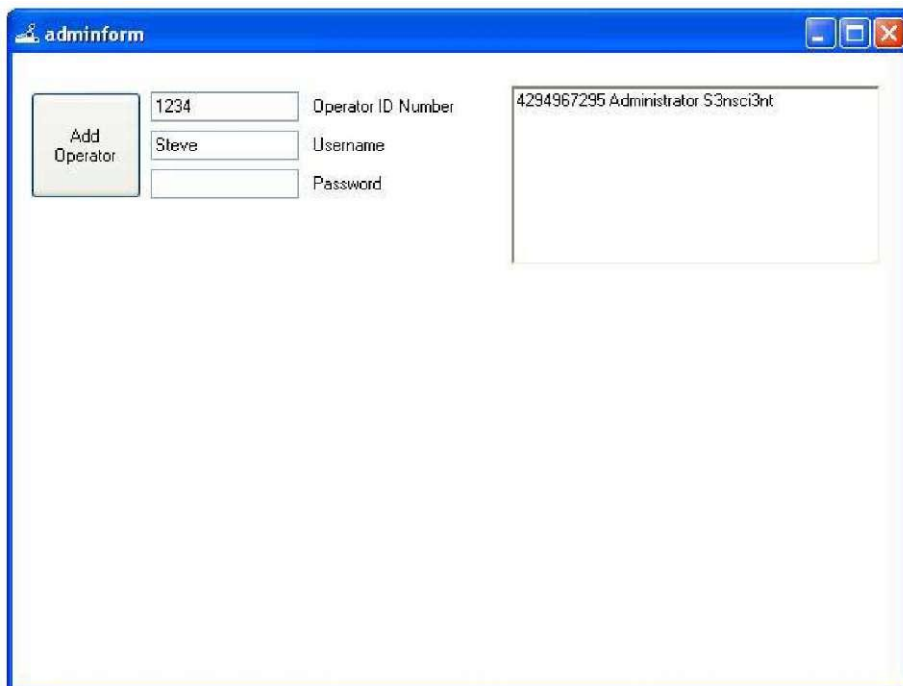 adminform
Add
Operator
1234
Operator ID Number
Steve
Username
Password
4294967295 Administrator S3nsci3nt